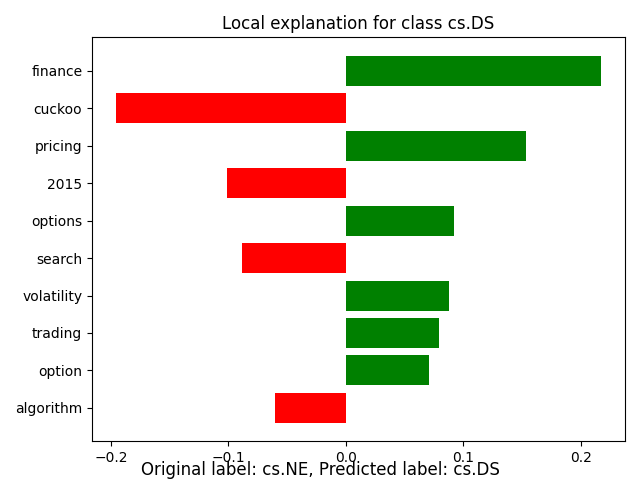 Local explanation for class cs.DS
finance
cuckoo
pricing
2015
options
search
volatility
trading
option
algorithm
−0.2 −0.1 0.0 0.1 0.2
Original label: cs.NE, Predicted label: cs.DS